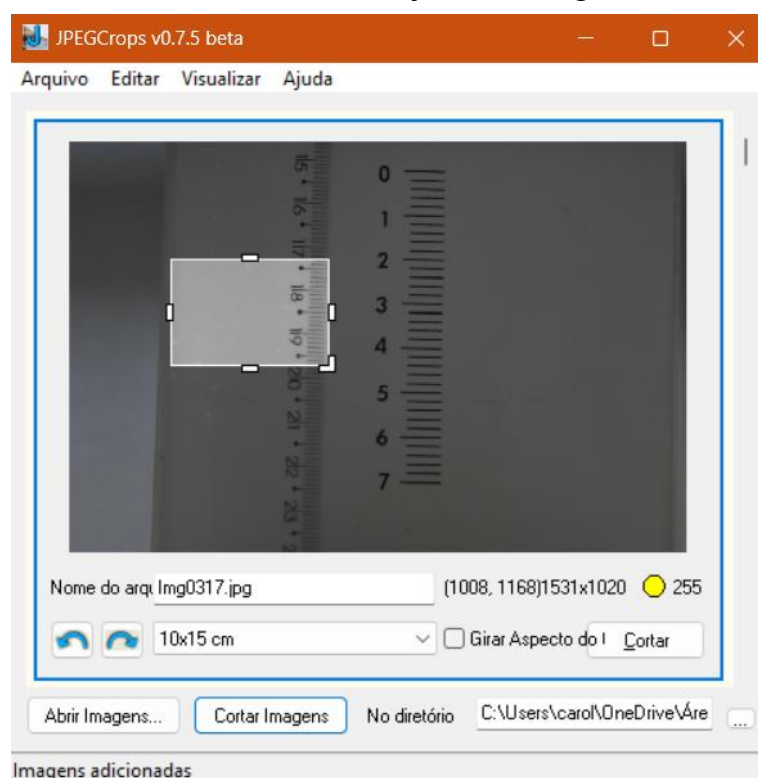 JPEGCrops v0.7.5 beta
Arquivo Editar Visualizar Ajuda
15
16
17
18
19
20
21
22
23
0
1
2
3
4
5
6
7
Nome do arqu Img0317.jpg (1008, 1168)1531x1020 255
10x15 cm Girar Aspecto do Cortar
Abrir Imagens... Cortar Imagens No diretório C:\Users\carol\OneDrive\Áre ...
Imagens adicionadas